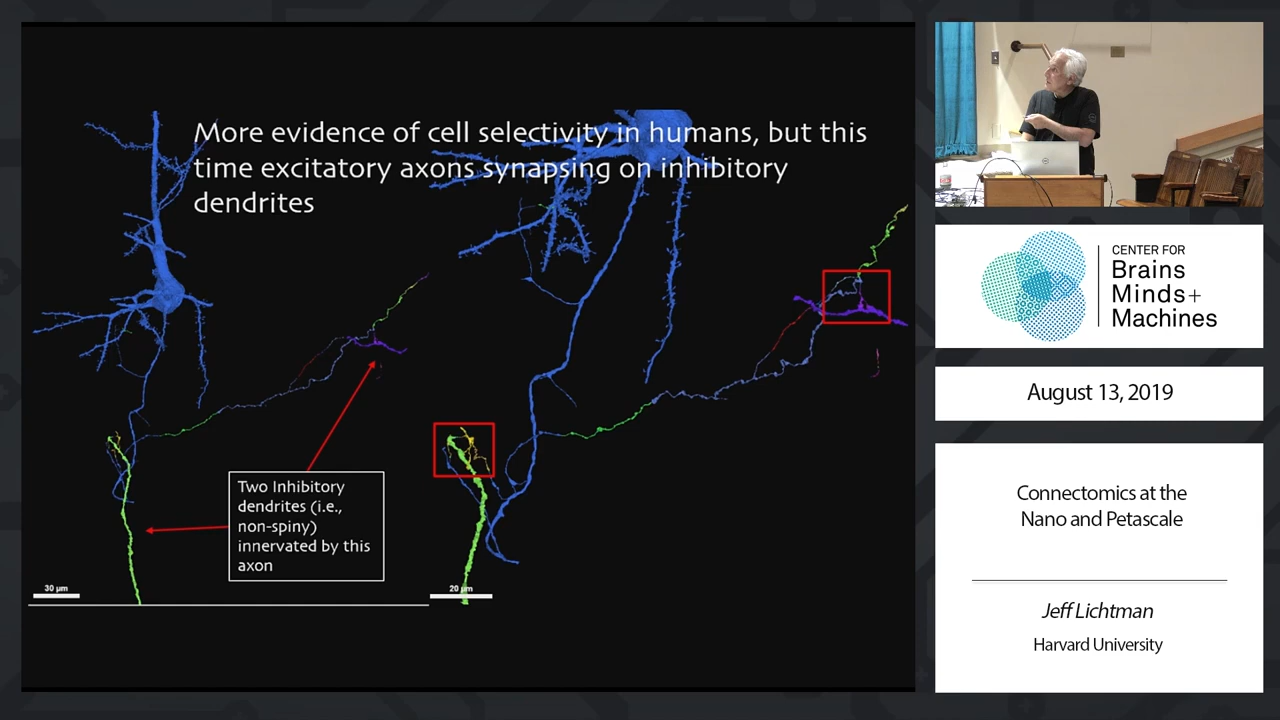 More evidence of cell selectivity in humans, but this
time excitatory axons synapsing on inhibitory
dendrites
Two Inhibitory
dendrites (i.e.,
non-spiny)
innervated by this
axon
30 µm
20 µm
CENTER FOR
Brains
Minds+
Machines
August 13, 2019
Connectomics at the
Nano and Petascale
Jeff Lichtman
Harvard University